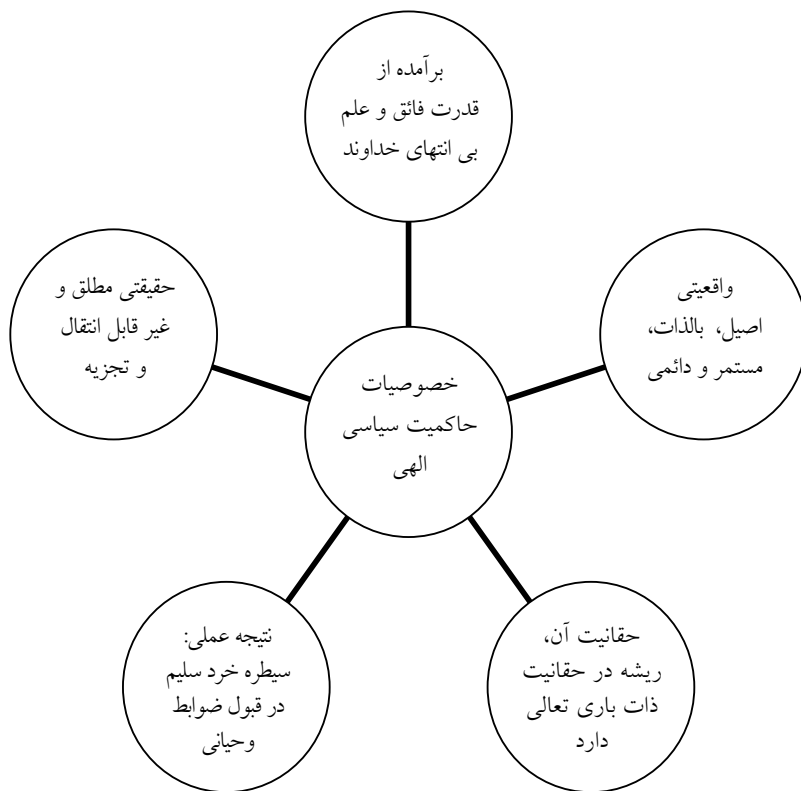 برآمده از
قدرت فائق و علم
بی انتهای خداوند
واقعیتی
اصیل، بالذات،
مستمر و دائمی
حقیقتی مطلق و
غیر قابل انتقال
و تجزیه
خصوصیات
حاکمیت سیاسی
الهی
حقانیت آن،
ریشه در حقانیت
ذات باری تعالی
دارد
نتیجه عملی:
سیطره خرد سلیم
در قبول ضوابط
وحیانی